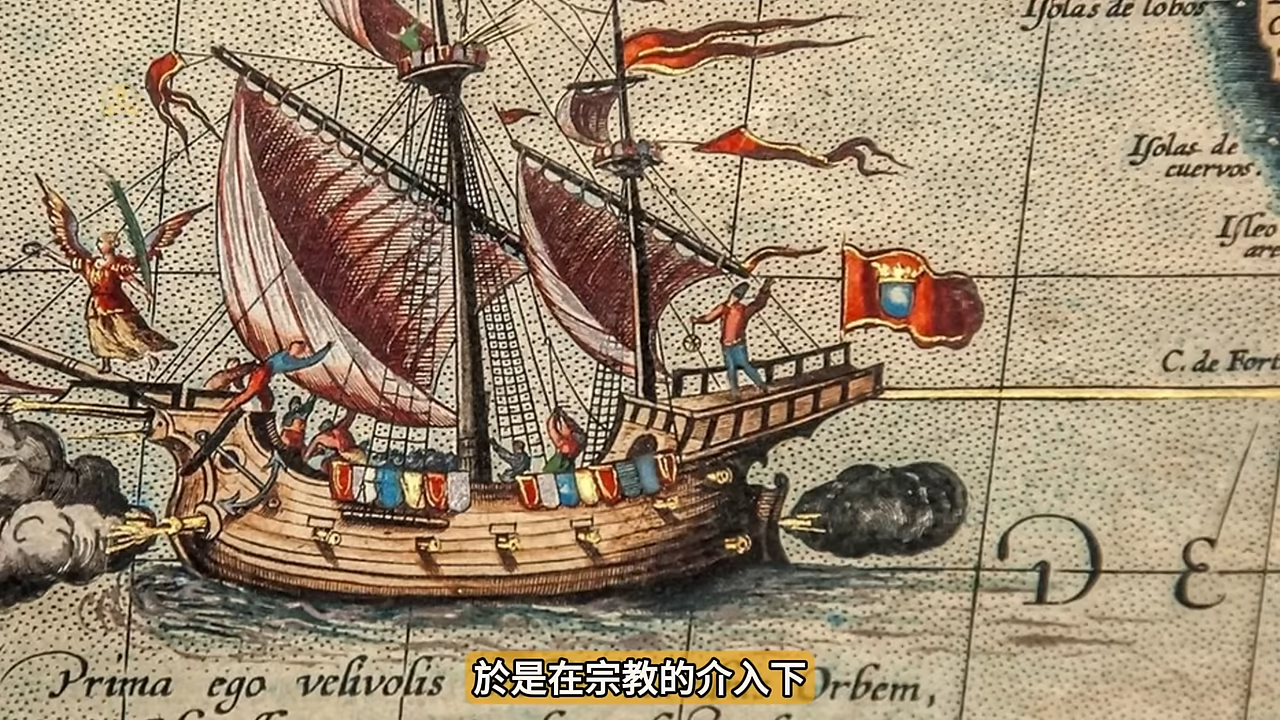 Iſolas de lobos
Iſolas de
cuervos.
Iſleo
C. de Fort
G E
Prima ego velivolis
Orbem,
於是在宗教的介入下